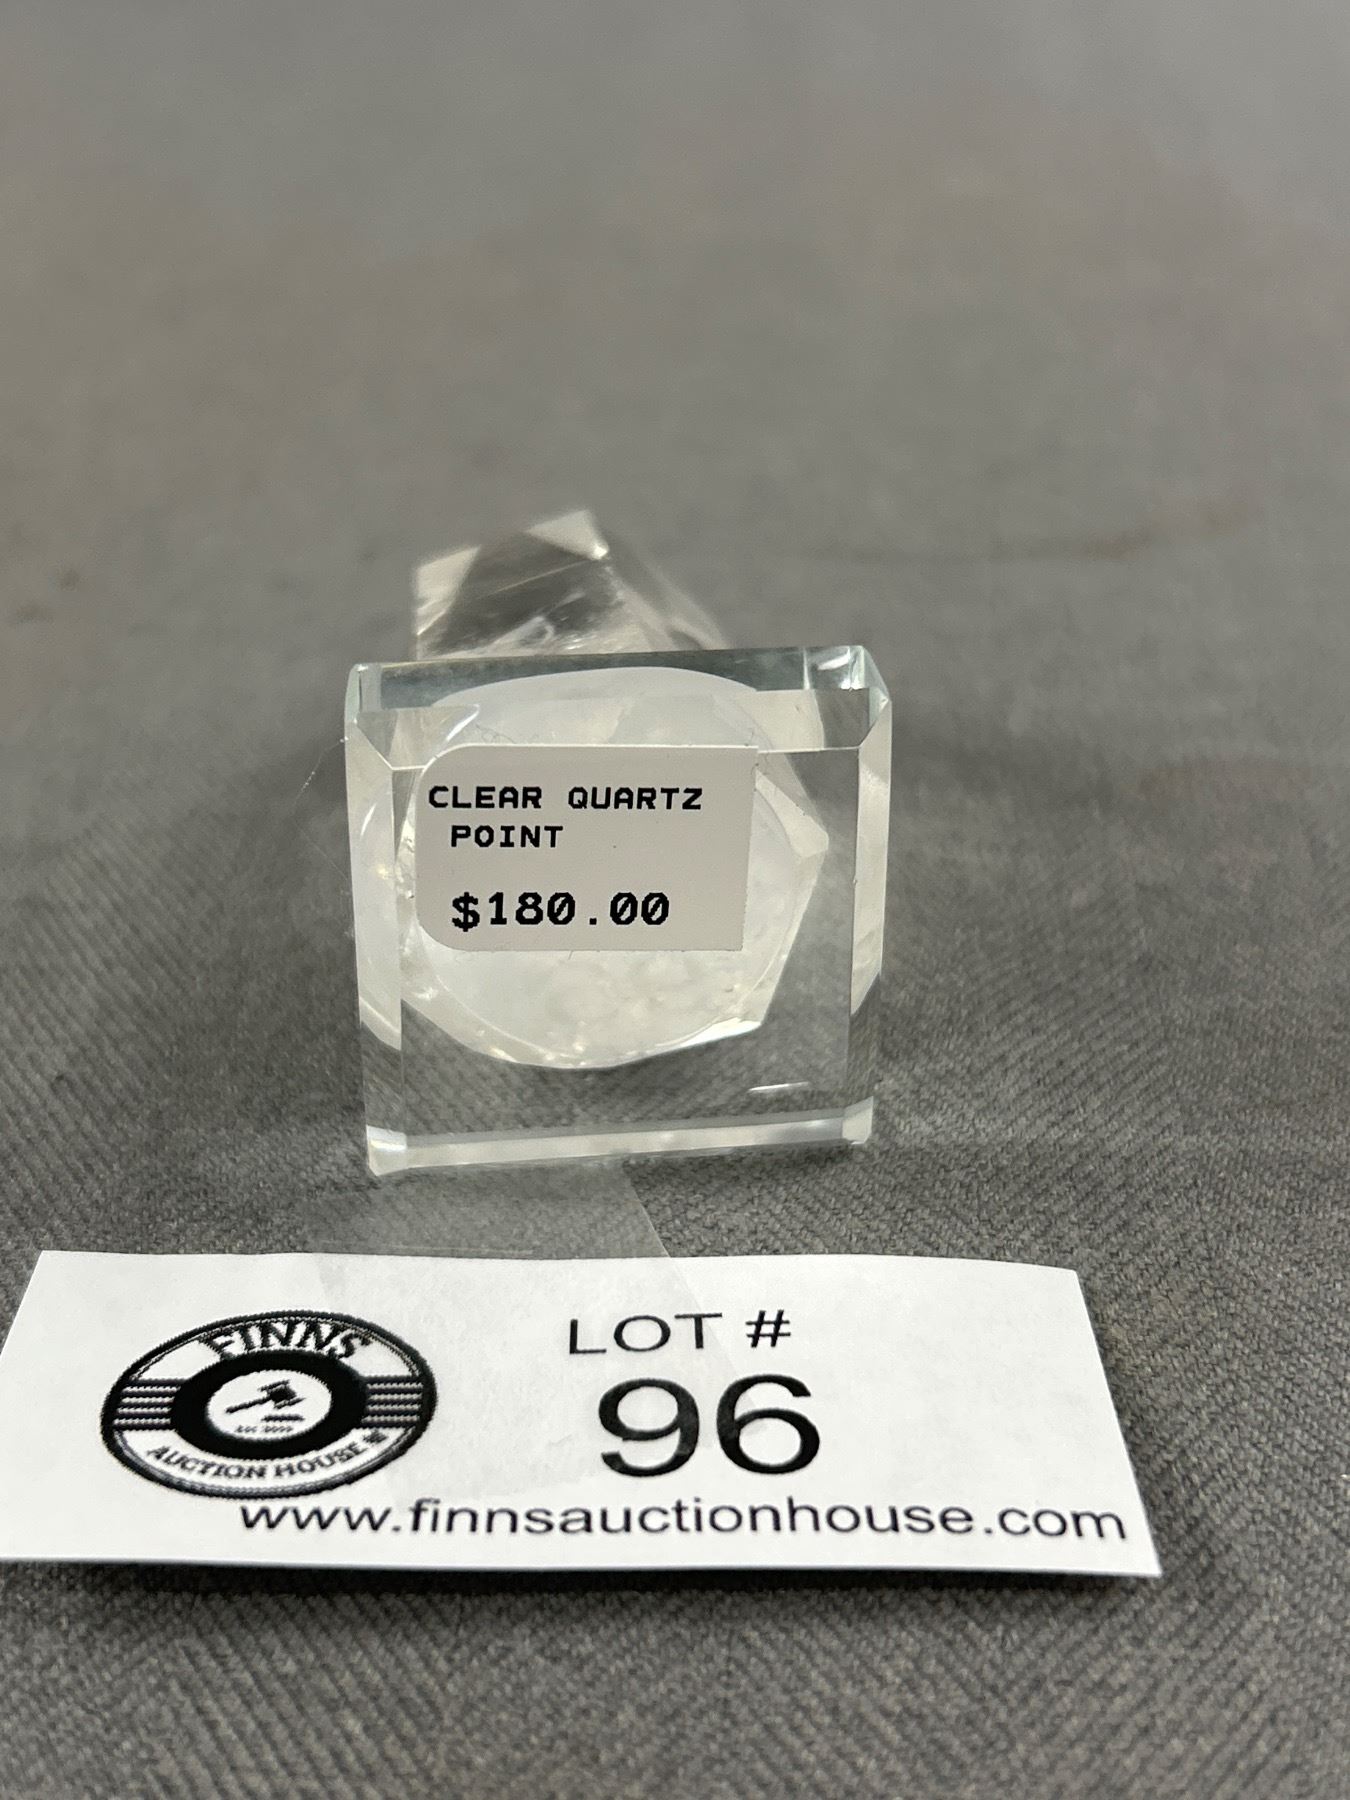 CLEAR QUARTZ
POINT
$180.00
FINNS
AUCTION HOUSE
LOT #
96
www.finnsauctionhouse.com